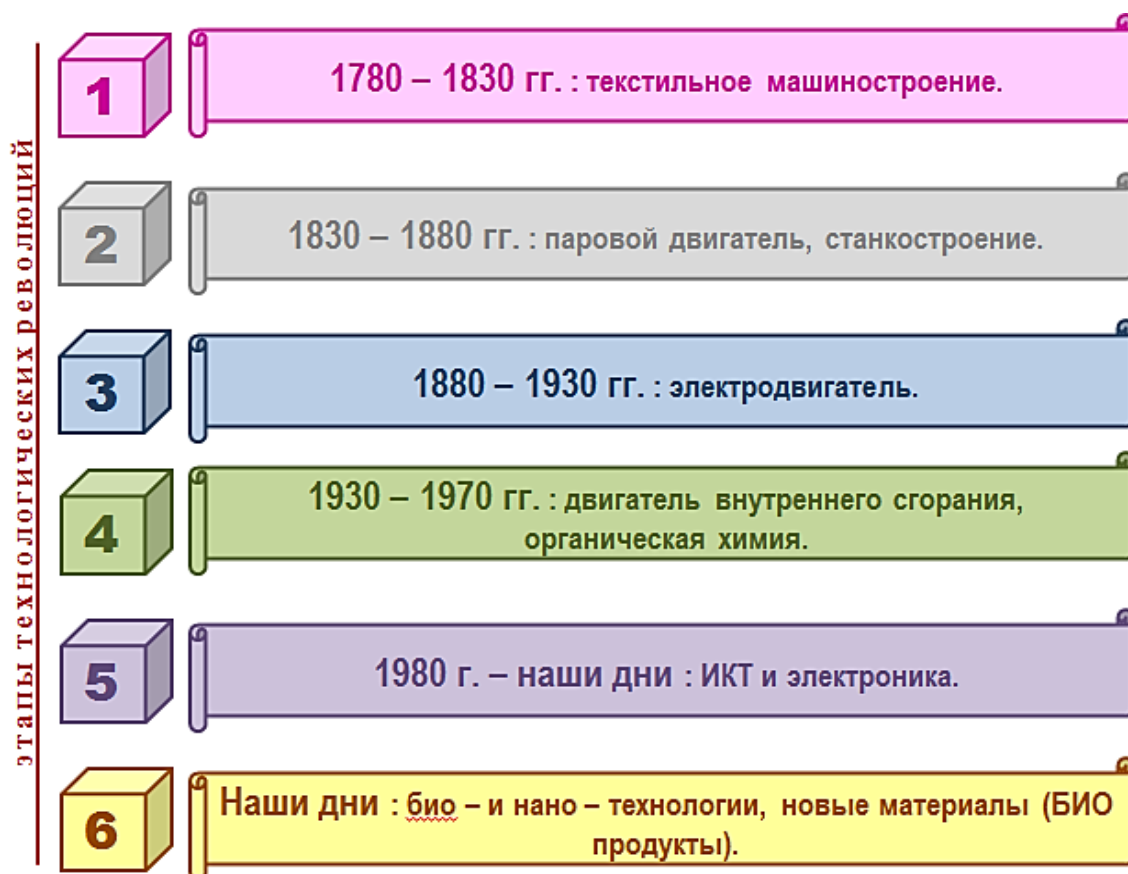 этапы технологических революций
1
1780 – 1830 гг. : текстильное машиностроение.
2
1830 – 1880 гг. : паровой двигатель, станкостроение.
3
1880 – 1930 гг. : электродвигатель.
4
1930 – 1970 гг. : двигатель внутреннего сгорания,
органическая химия.
5
1980 г. – наши дни : ИКТ и электроника.
6
Наши дни : био – и нано – технологии, новые материалы (БИО
продукты).